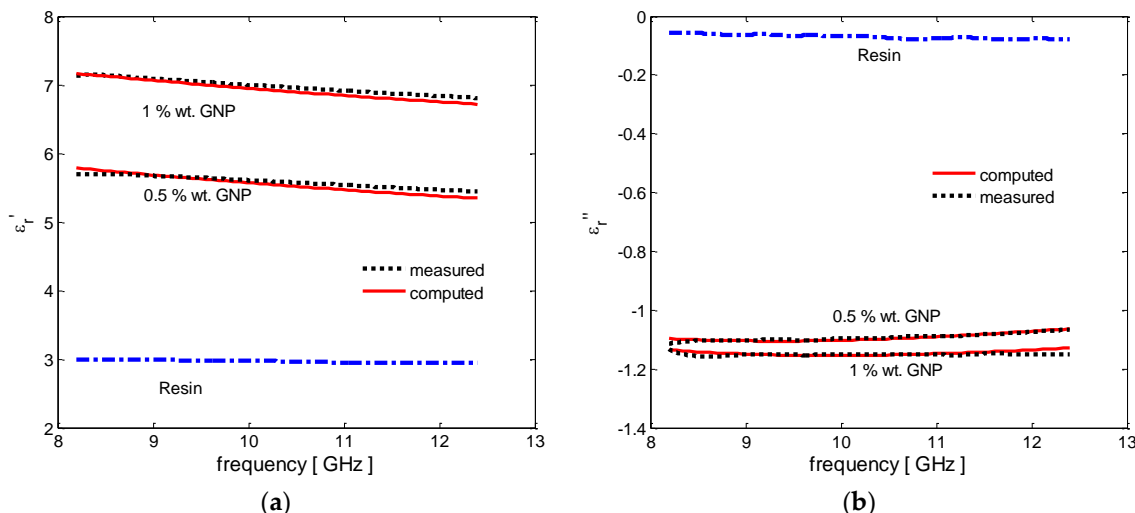 8
7
6
5
4
3
2
εr'
1 % wt. GNP
0.5 % wt. GNP
measured
computed
Resin
8 9 10 11 12 13
frequency [ GHz ]
(a)
0
-0.2
-0.4
-0.6
-0.8
-1
-1.2
-1.4
εr''
Resin
computed
measured
0.5 % wt. GNP
1 % wt. GNP
8 9 10 11 12 13
frequency [ GHz ]
(b)